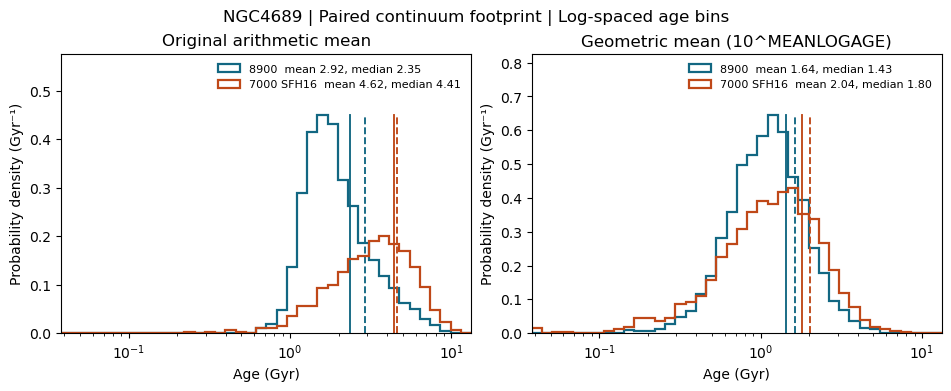 NGC4689 | Paired continuum footprint | Log-spaced age bins
Original arithmetic mean
8900  mean 2.92, median 2.35
7000 SFH16  mean 4.62, median 4.41
Probability density (Gyr⁻¹)
0.5
0.4
0.3
0.2
0.1
0.0
10⁻¹
10⁰
10¹
Age (Gyr)
Geometric mean (10^MEANLOGAGE)
8900  mean 1.64, median 1.43
7000 SFH16  mean 2.04, median 1.80
Probability density (Gyr⁻¹)
0.8
0.7
0.6
0.5
0.4
0.3
0.2
0.1
0.0
10⁻¹
10⁰
10¹
Age (Gyr)